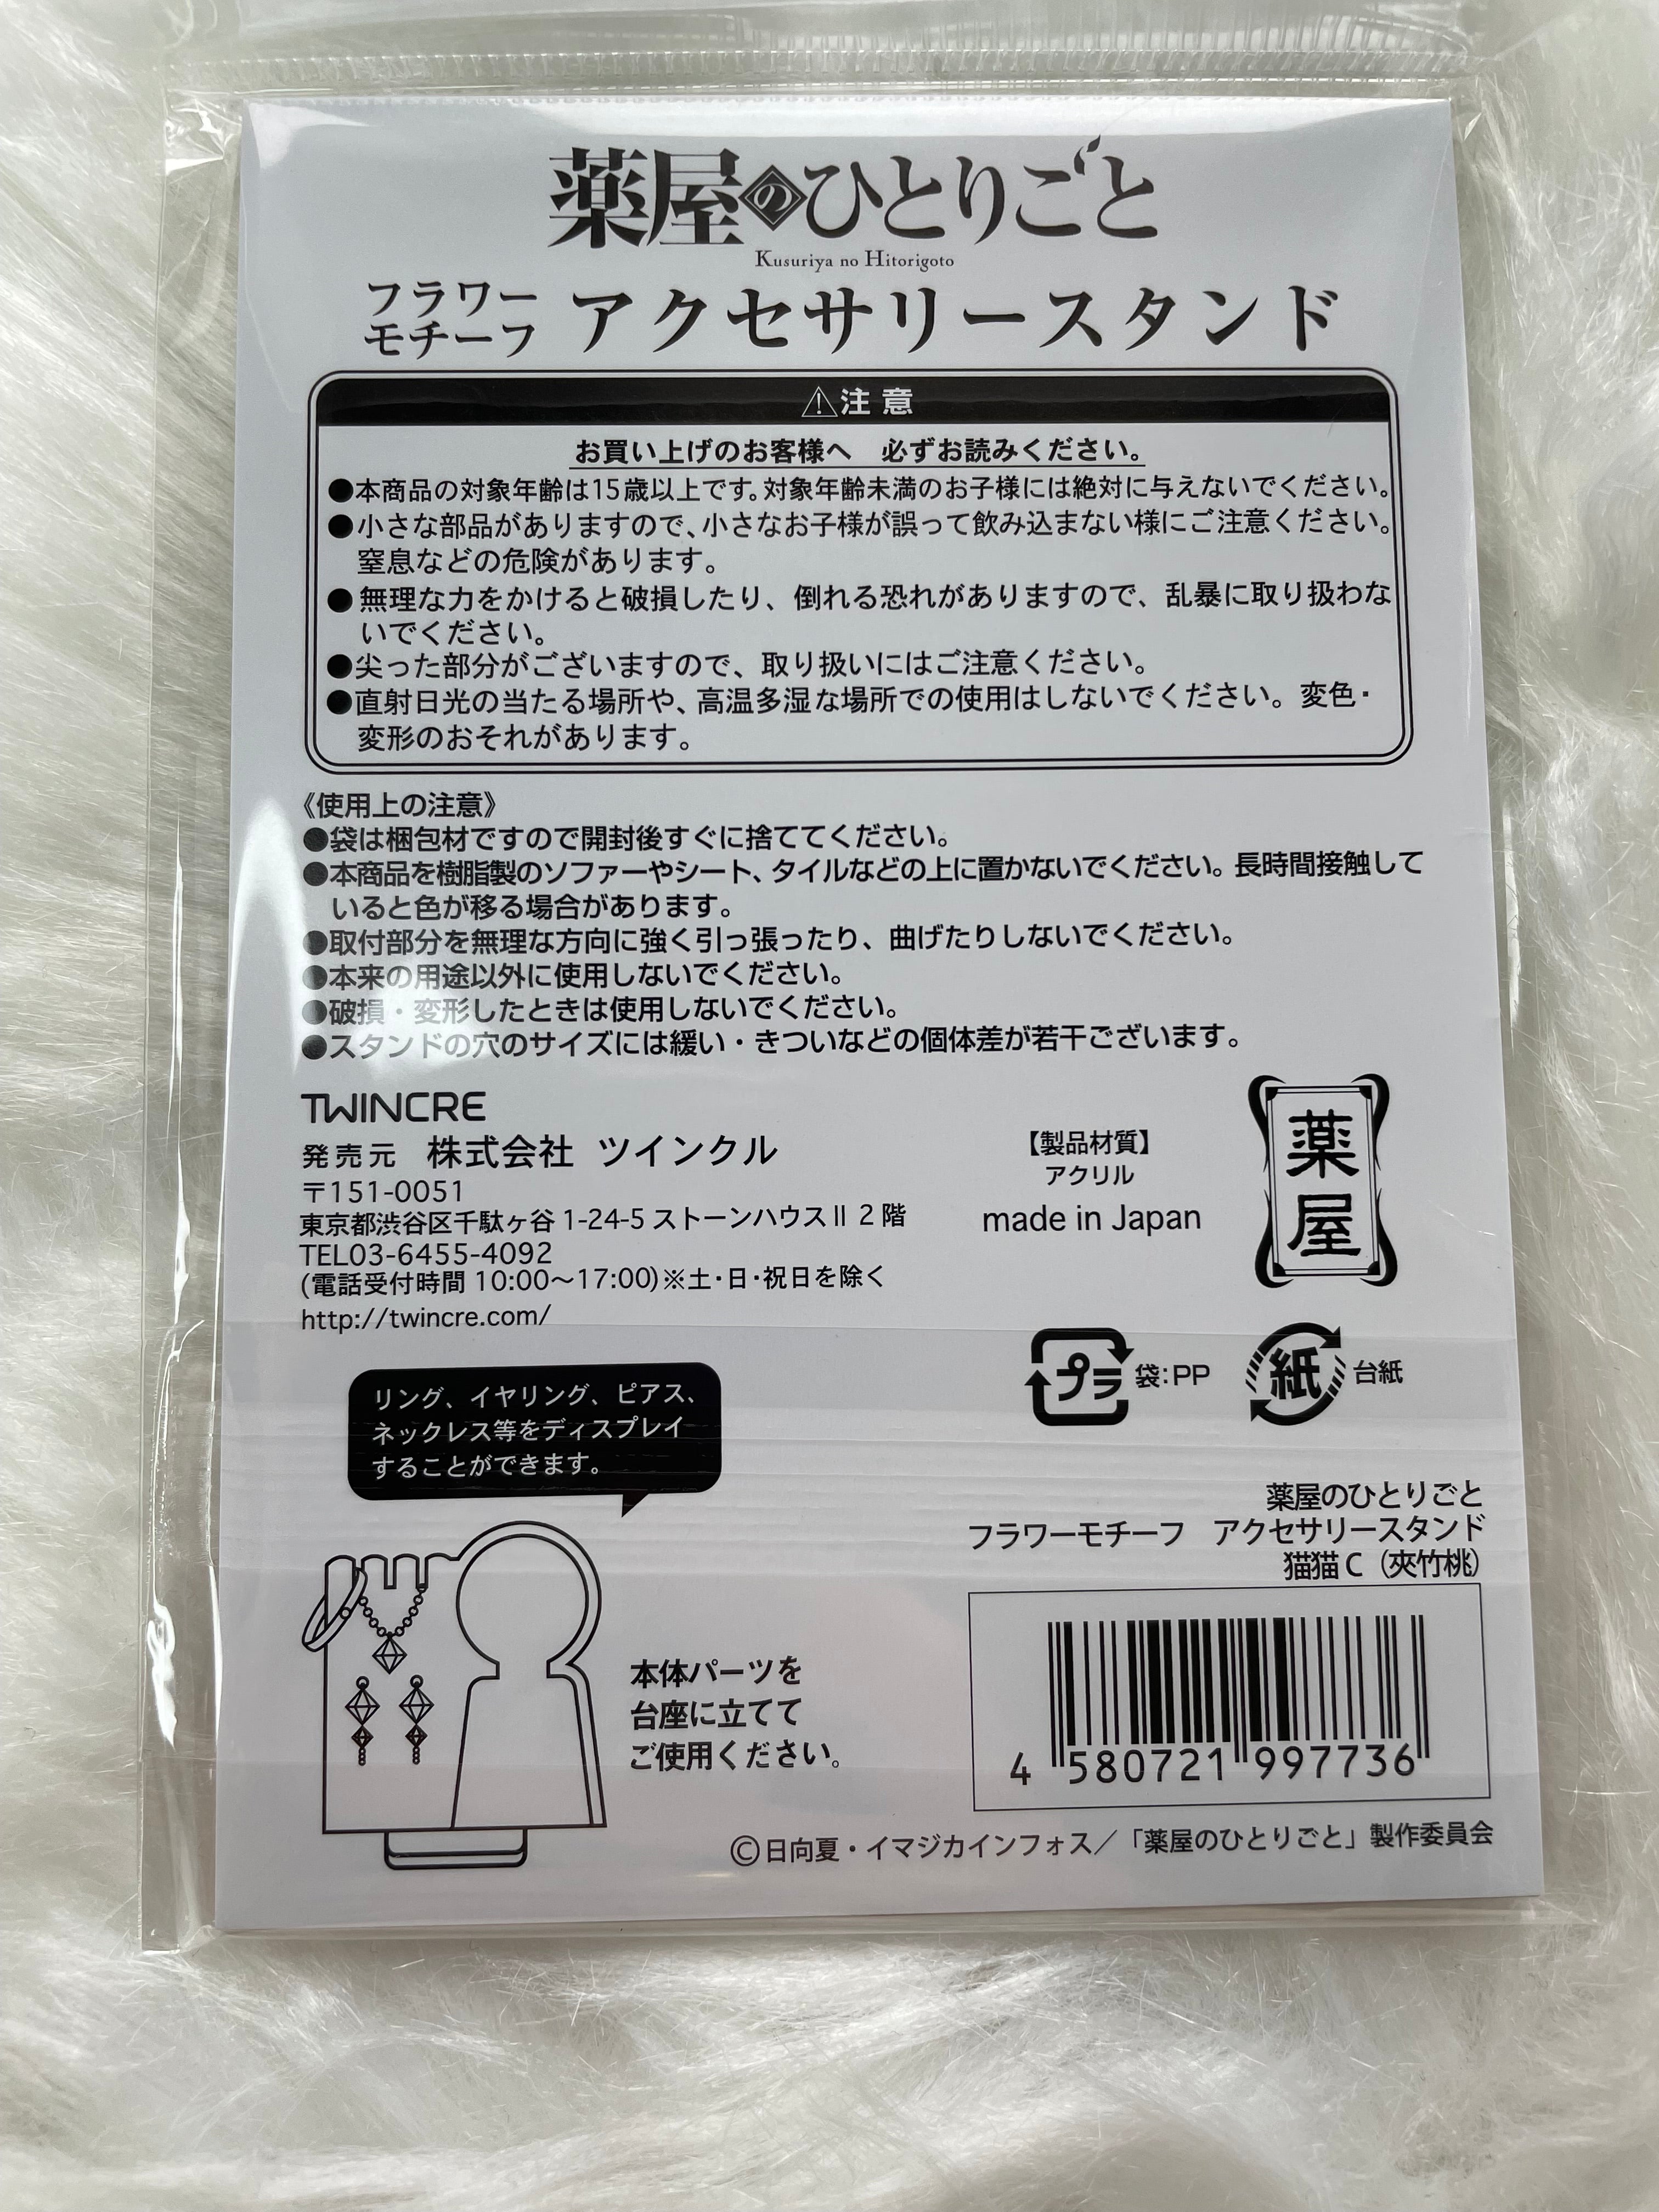 薬屋のひとりごと
Kusuriya no Hitorigoto
フラワーモチーフ アクセサリースタンド
⚠注意
お買い上げのお客様へ　必ずお読みください。
●本商品の対象年齢は15歳以上です。対象年齢未満のお子様には絶対に与えないでください。
●小さな部品がありますので、小さなお子様が誤って飲み込まない様にご注意ください。
窒息などの危険があります。
●無理な力をかけると破損したり、倒れる恐れがありますので、乱暴に取り扱わな
いでください。
●尖った部分がございますので、取り扱いにはご注意ください。
●直射日光の当たる場所や、高温多湿な場所での使用はしないでください。変色・
変形のおそれがあります。
《使用上の注意》
●袋は梱包材ですので開封後すぐに捨ててください。
●本商品を樹脂製のソファーやシート、タイルなどの上に置かないでください。長時間接触して
いると色が移る場合があります。
●取付部分を無理な方向に強く引っ張ったり、曲げたりしないでください。
●本来の用途以外に使用しないでください。
●破損・変形したときは使用しないでください。
●スタンドの穴のサイズには緩い・きついなどの個体差が若干ございます。
TWINCRE
発売元 株式会社 ツインクル
〒151-0051
東京都渋谷区千駄ヶ谷 1-24-5 ストーンハウスⅡ 2 階
TEL03-6455-4092
(電話受付時間 10:00～17:00)※土・日・祝日を除く
http://twincre.com/
【製品材質】
アクリル
made in Japan
薬屋
プラ 袋:PP
紙 台紙
リング、イヤリング、ピアス、
ネックレス等をディスプレイ
することができます。
本体パーツを
台座に立てて
ご使用ください。
薬屋のひとりごと
フラワーモチーフ　アクセサリースタンド
猫猫 C（夾竹桃）
4 580721 997736
©日向夏・イマジカインフォス／「薬屋のひとりごと」製作委員会